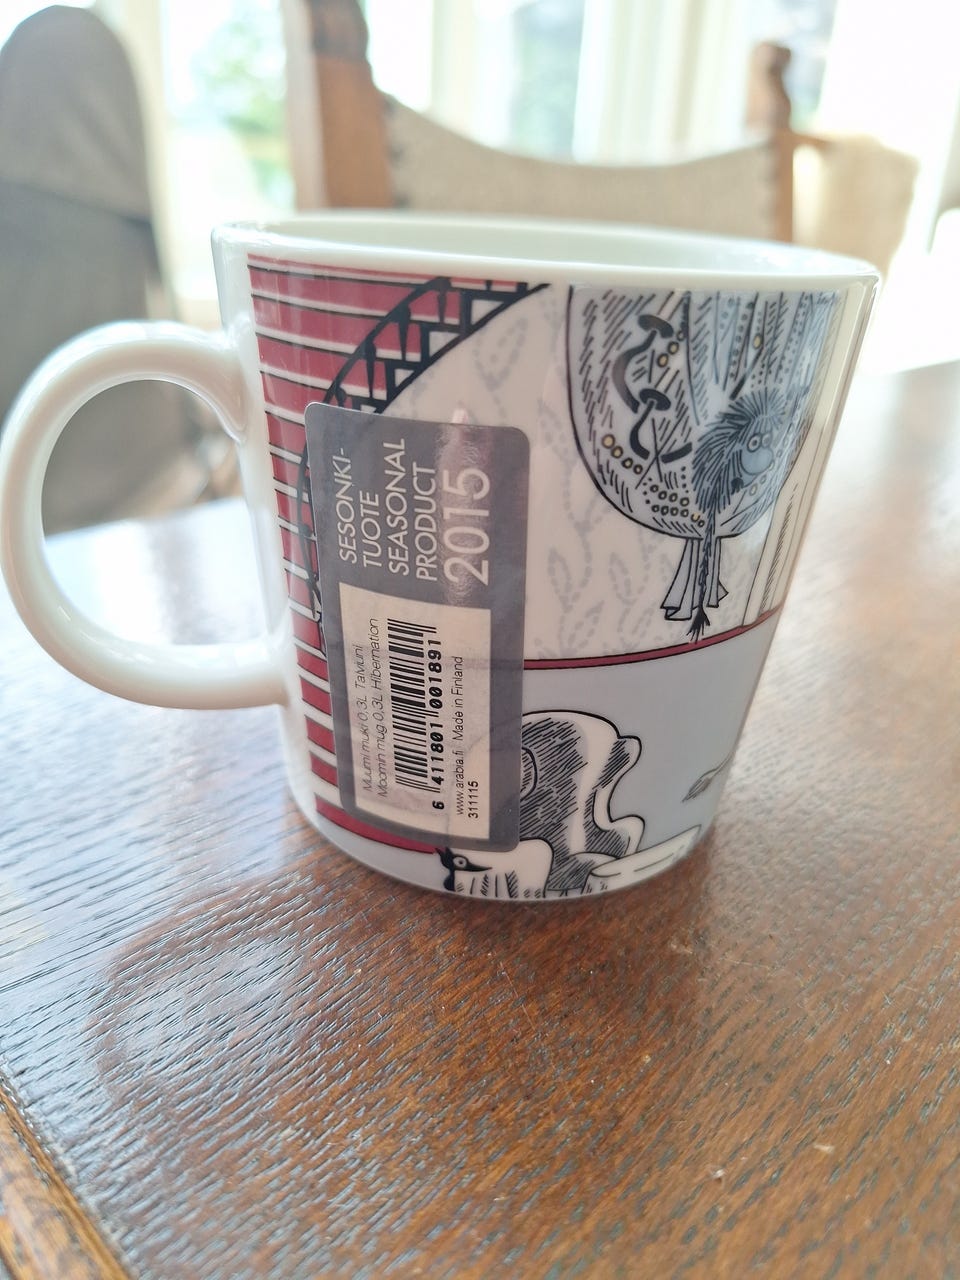 SESONKI-
TUOTE
SEASONAL
PRODUCT
2015
Muumi muki 0,3L Talviuni
Moomin mug 0,3L Hibernation
6 411801 001891
www.arabia.fi Made in Finland
311115